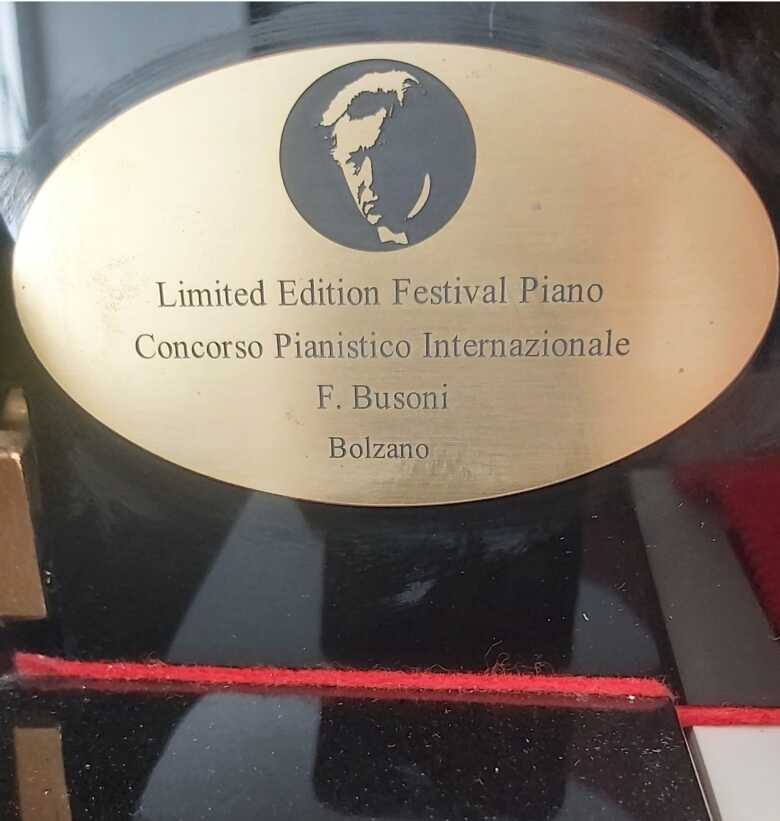 Limited Edition Festival Piano
Concorso Pianistico Internazionale
F. Busoni
Bolzano